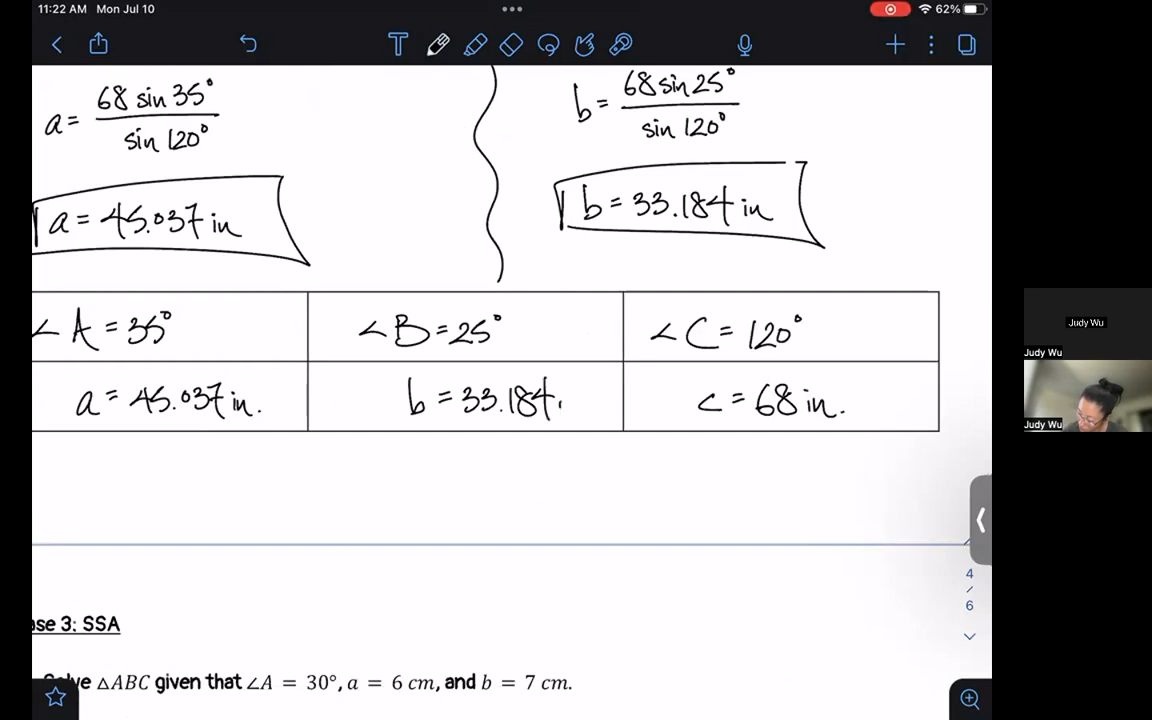 11:22 AM Mon Jul 10
62%
a = 68 sin 35° / sin 120°
b = 68 sin 25° / sin 120°
a = 45.037 in
b = 33.184 in
∠A = 35° ∠B = 25° ∠C = 120°
a = 45.037 in. b = 33.184 c = 68 in.
Judy Wu
Judy Wu
Judy Wu
4
/
6
ase 3: SSA
Solve △ABC given that ∠A = 30°, a = 6 cm, and b = 7 cm.